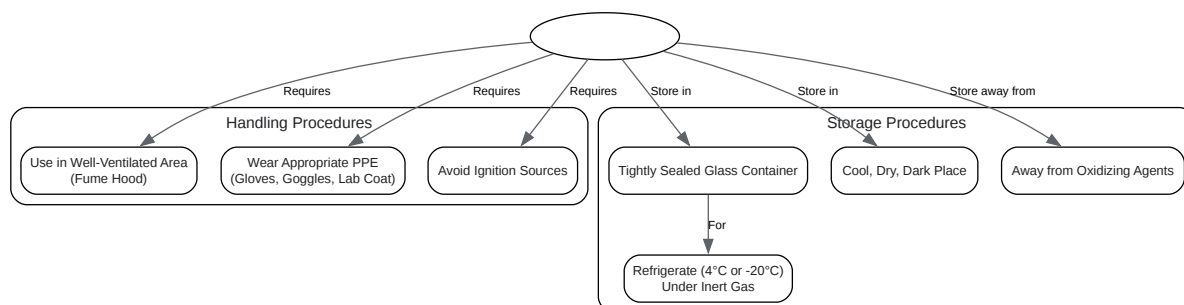 Requires
Requires
Requires
Store in
Store in
Store away from
Handling Procedures
Storage Procedures
Use in Well-Ventilated Area
(Fume Hood)
Wear Appropriate PPE
(Gloves, Goggles, Lab Coat)
Avoid Ignition Sources
Tightly Sealed Glass Container
Cool, Dry, Dark Place
Away from Oxidizing Agents
For
Refrigerate (4°C or -20°C)
Under Inert Gas